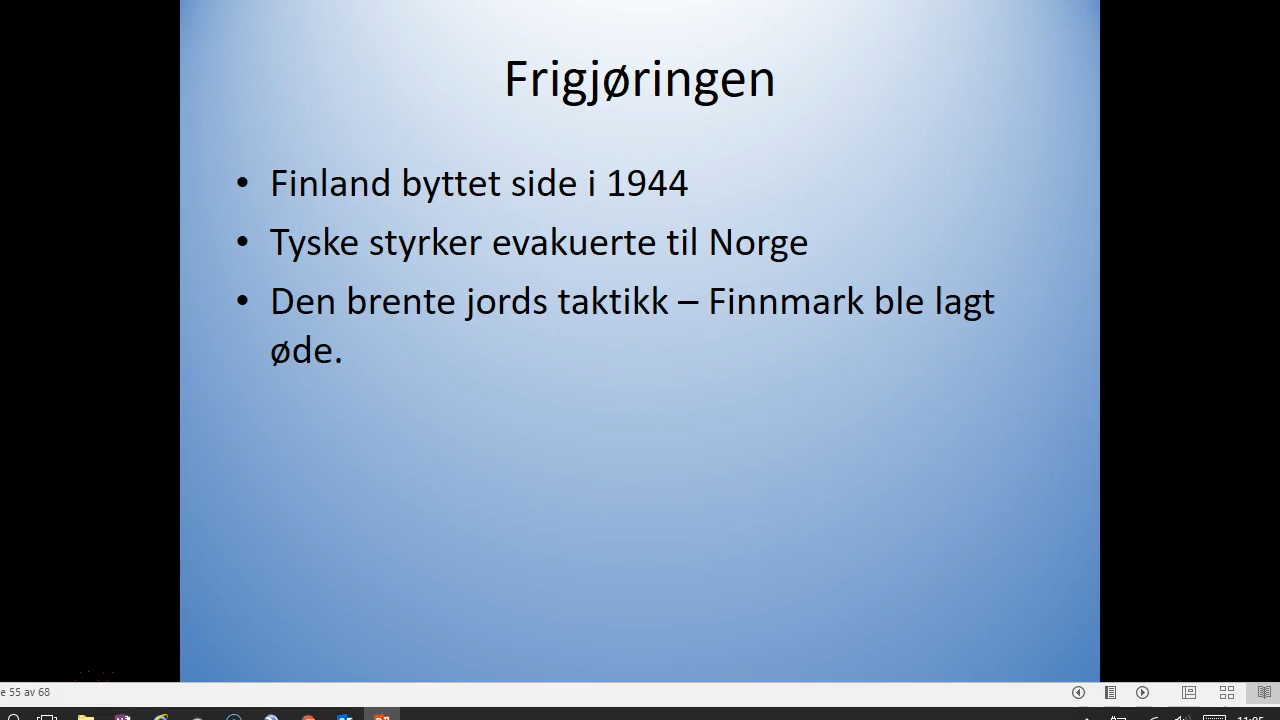 Frigjøringen
• Finland byttet side i 1944
• Tyske styrker evakuerte til Norge
• Den brente jords taktikk – Finnmark ble lagt
øde.
e 55 av 68